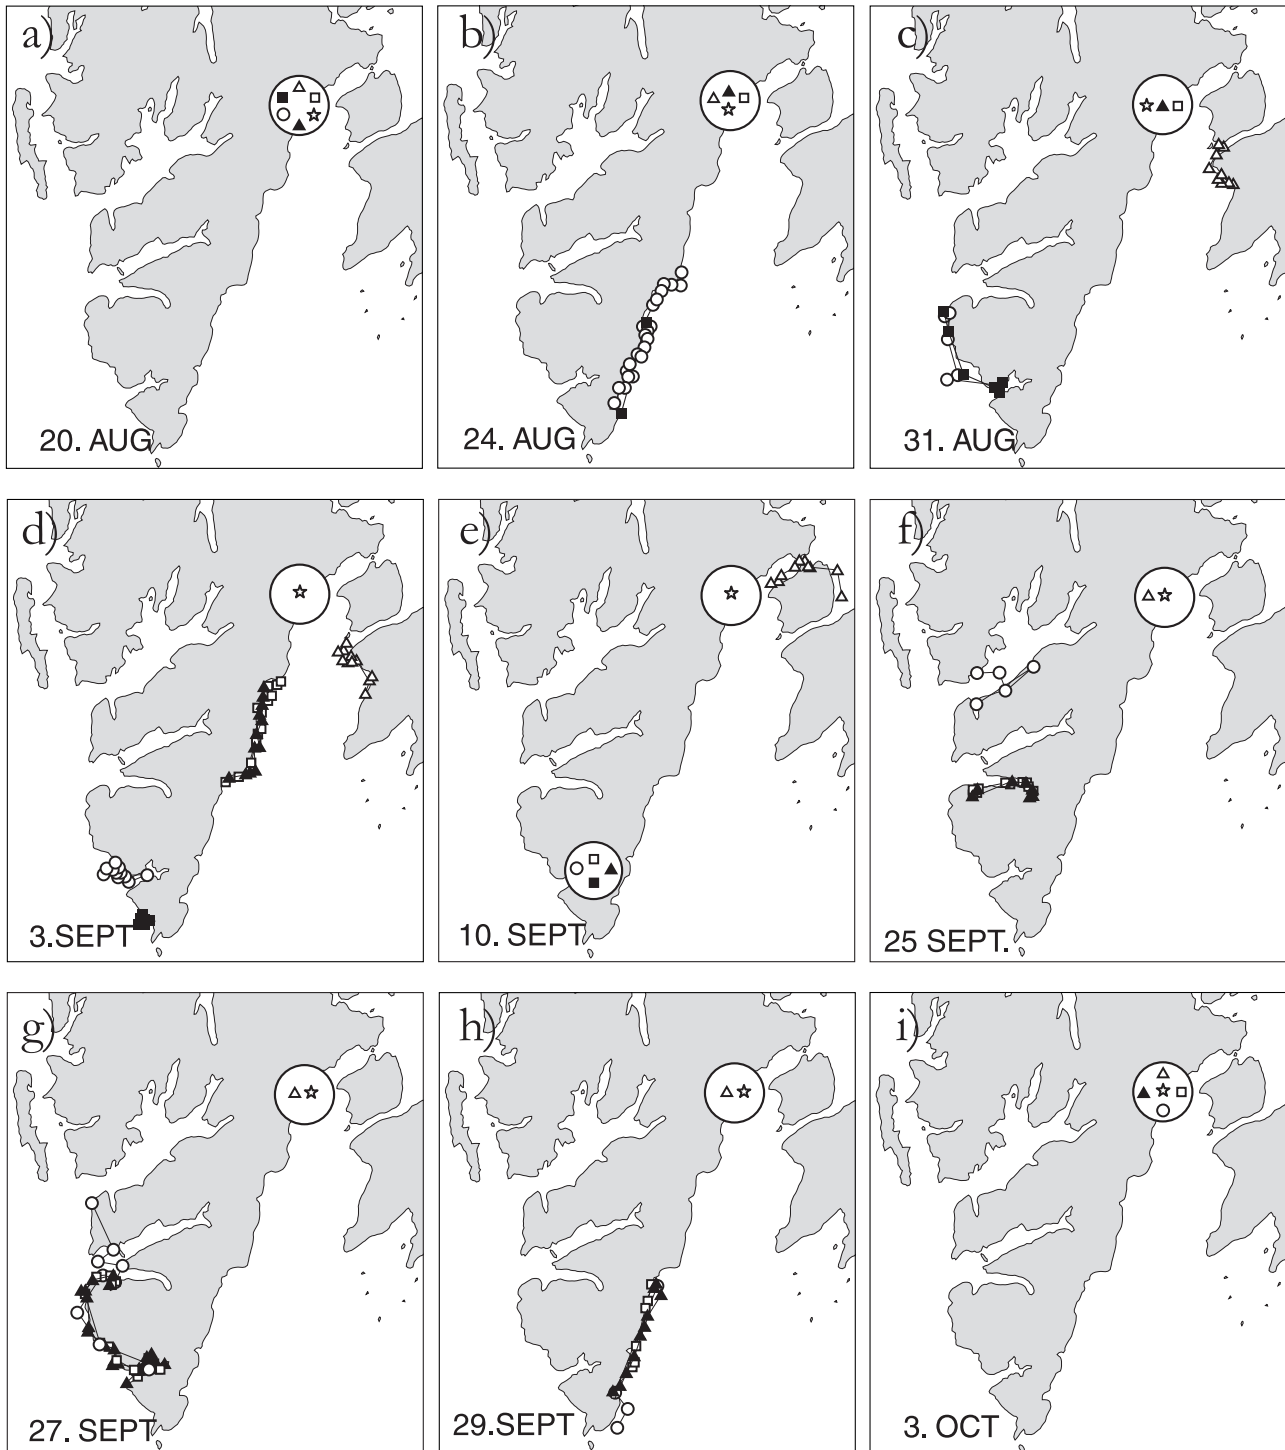 a)
20. AUG
b)
24. AUG
c)
31. AUG
d)
3.SEPT
e)
10. SEPT
f)
25 SEPT.
g)
27. SEPT
h)
29.SEPT
i)
3. OCT